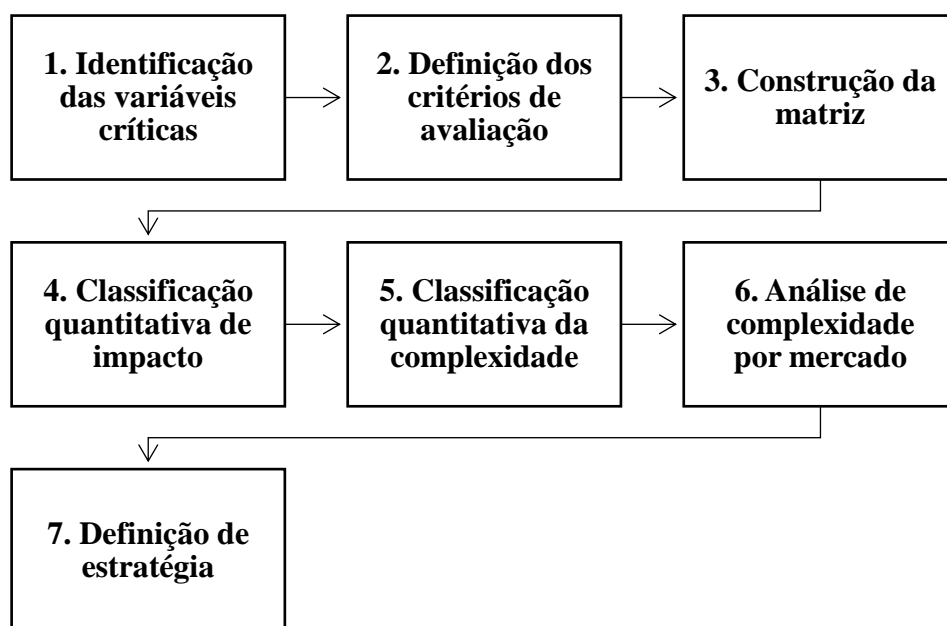 1. Identificação
das variáveis
críticas
2. Definição dos
critérios de
avaliação
3. Construção da
matriz
4. Classificação
quantitativa de
impacto
5. Classificação
quantitativa da
complexidade
6. Análise de
complexidade
por mercado
7. Definição de
estratégia